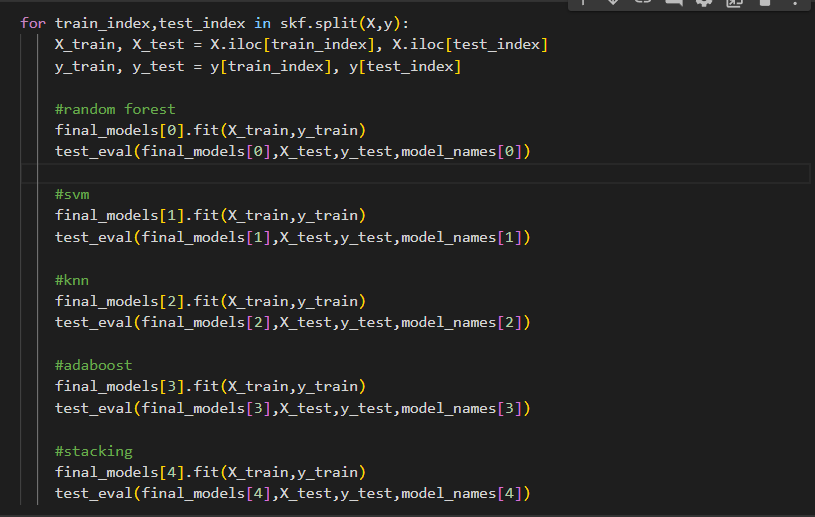 for train_index,test_index in skf.split(X,y):
    X_train, X_test = X.iloc[train_index], X.iloc[test_index]
    y_train, y_test = y[train_index], y[test_index]

    #random forest
    final_models[0].fit(X_train,y_train)
    test_eval(final_models[0],X_test,y_test,model_names[0])

    #svm
    final_models[1].fit(X_train,y_train)
    test_eval(final_models[1],X_test,y_test,model_names[1])

    #knn
    final_models[2].fit(X_train,y_train)
    test_eval(final_models[2],X_test,y_test,model_names[2])

    #adaboost
    final_models[3].fit(X_train,y_train)
    test_eval(final_models[3],X_test,y_test,model_names[3])

    #stacking
    final_models[4].fit(X_train,y_train)
    test_eval(final_models[4],X_test,y_test,model_names[4])